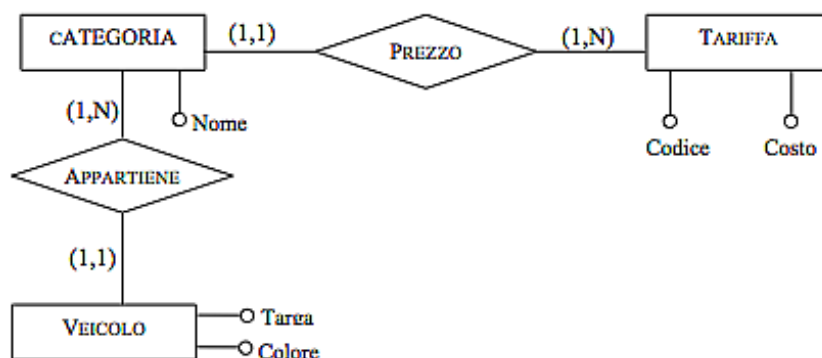 CATEGORIA
(1,1)
PREZZO
(1,N)
TARIFFA
(1,N)
Nome
Codice
Costo
APPARTIENE
(1,1)
VEICOLO
Targa
Colore